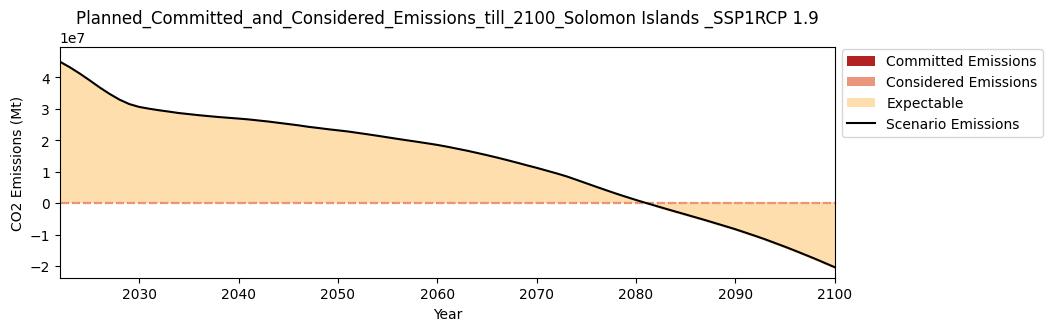 Planned_Committed_and_Considered_Emissions_till_2100_Solomon Islands _SSP1RCP 1.9
1e7
4
3
2
1
0
−1
−2
CO2 Emissions (Mt)
2030 2040 2050 2060 2070 2080 2090 2100
Year
Committed Emissions
Considered Emissions
Expectable
Scenario Emissions